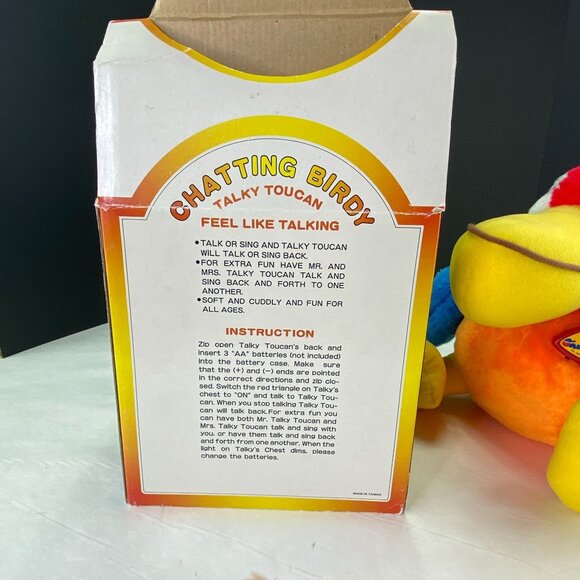 CHATTING BIRDY
TALKY TOUCAN
FEEL LIKE TALKING
•TALK OR SING AND TALKY TOUCAN
WILL TALK OR SING BACK.
•FOR EXTRA FUN HAVE MR. AND
MRS. TALKY TOUCAN TALK AND
SING BACK AND FORTH TO ONE
ANOTHER.
•SOFT AND CUDDLY AND FUN FOR
ALL AGES.
INSTRUCTION
Zip open Talky Toucan's back and
insert 3 "AA" batteries (not included)
into the battery case. Make sure
that the (+) and (−) ends are pointed
in the correct directions and zip clo-
sed. Switch the red triangle on Talky's
chest to "ON" and talk to Talky Tou-
can. When you stop talking Talky Tou-
can will talk back. For extra fun you
can have both Mr. Talky Toucan and
Mrs. Talky Toucan talk and sing with
you, or have them talk and sing back
and forth from one another. When the
light on Talky's Chest dims, please
change the batteries.
MADE IN TAIWAN